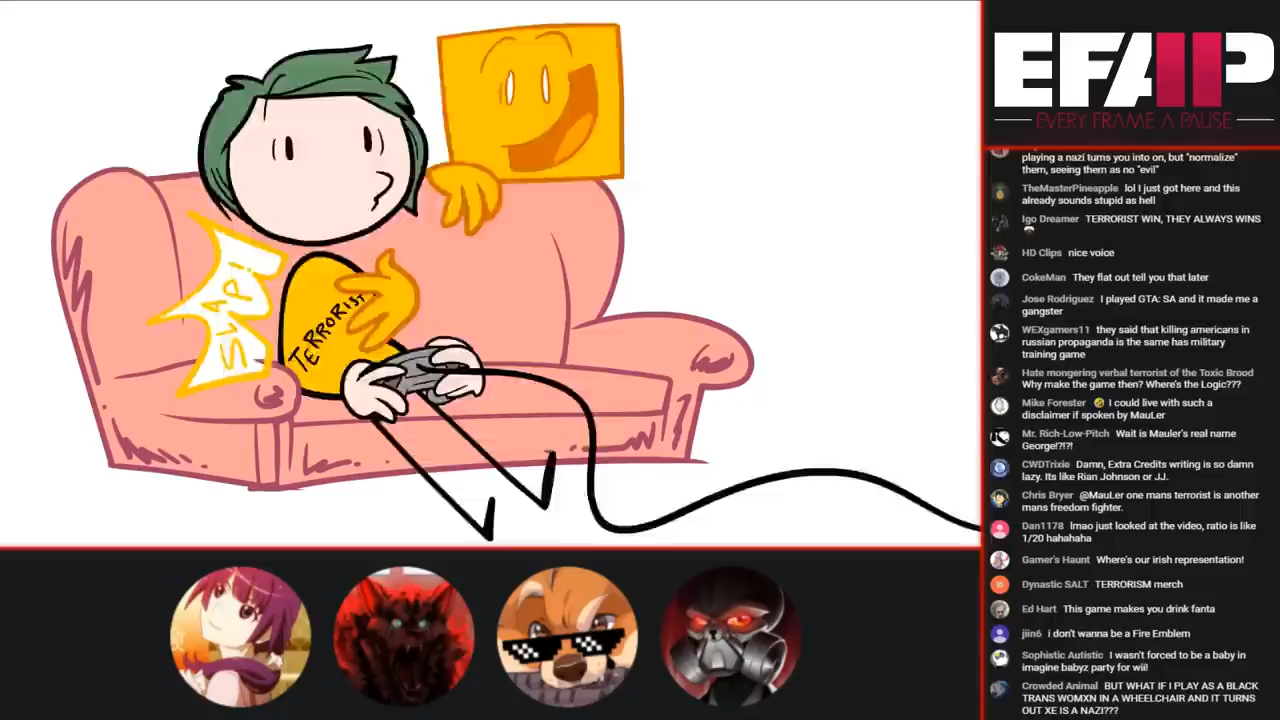 SLAP!
TERRORIST
EFAP
EVERY FRAME A PAUSE
playing a nazi turns you into on, but "normalize"
them, seeing them as no "evil"
TheMasterPineapple lol I just got here and this
already sounds stupid as hell
Igo Dreamer TERRORIST WIN, THEY ALWAYS WINS
HD Clips nice voice
CokeMan They flat out tell you that later
Jose Rodriguez I played GTA: SA and it made me a
gangster
WEXgamers11 they said that killing americans in
russian propaganda is the same has military
training game
Hate mongering verbal terrorist of the Toxic Brood
Why make the game then? Where's the Logic???
Mike Forester 🤣 I could live with such a
disclaimer if spoken by MauLer
Mr. Rich-Low-Pitch Wait is Mauler's real name
George!?!?!
CWDTrixie Damn, Extra Credits writing is so damn
lazy. Its like Rian Johnson or JJ.
Chris Bryer @MauLer one mans terrorist is another
mans freedom fighter.
Dan1178 lmao just looked at the video, ratio is like
1/20 hahahaha
Gamer's Haunt Where's our irish representation!
Dynastic SALT TERRORISM merch
Ed Hart This game makes you drink fanta
jiin6 i don't wanna be a Fire Emblem
Sophistic Autistic I wasn't forced to be a baby in
imagine babyz party for wii!
Crowded Animal BUT WHAT IF I PLAY AS A BLACK
TRANS WOMXN IN A WHEELCHAIR AND IT TURNS
OUT XE IS A NAZI???